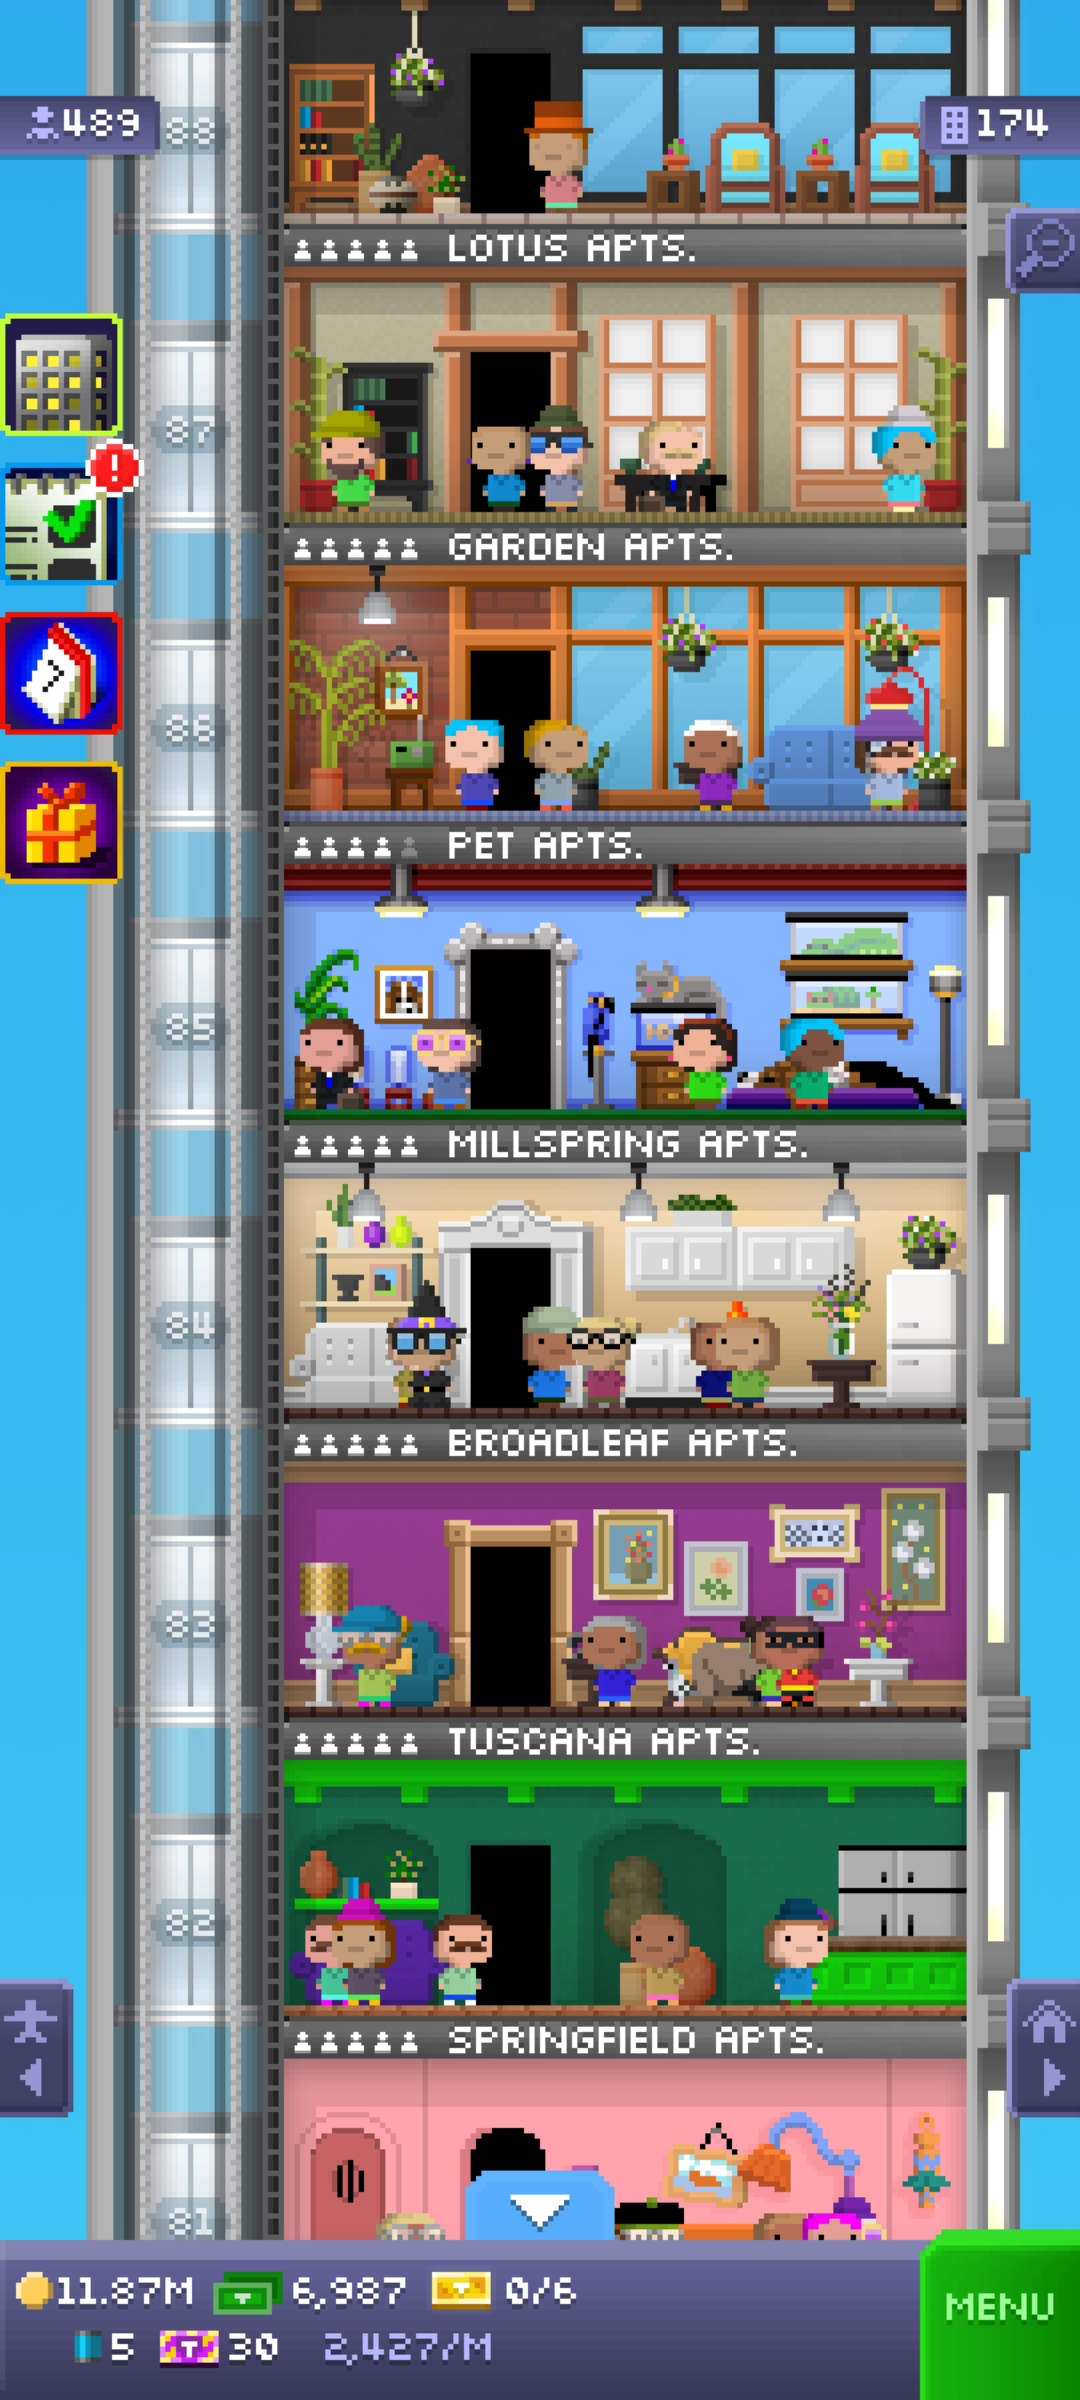 489
88
174
LOTUS APTS.
87
GARDEN APTS.
86
PET APTS.
85
MILLSPRING APTS.
84
BROADLEAF APTS.
83
TUSCANA APTS.
82
SPRINGFIELD APTS.
81
11.87M 6,987 0/6
5 30 2,427/M
MENU